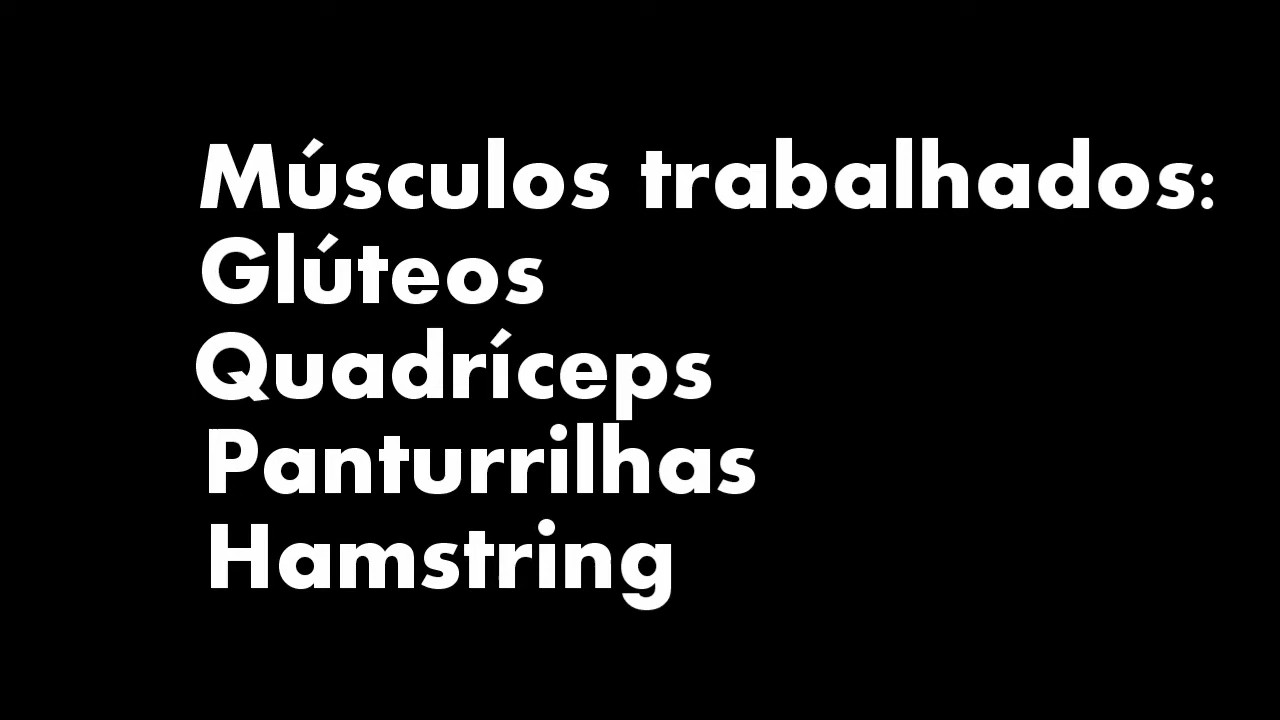 Músculos trabalhados:
Glúteos
Quadríceps
Panturrilhas
Hamstring